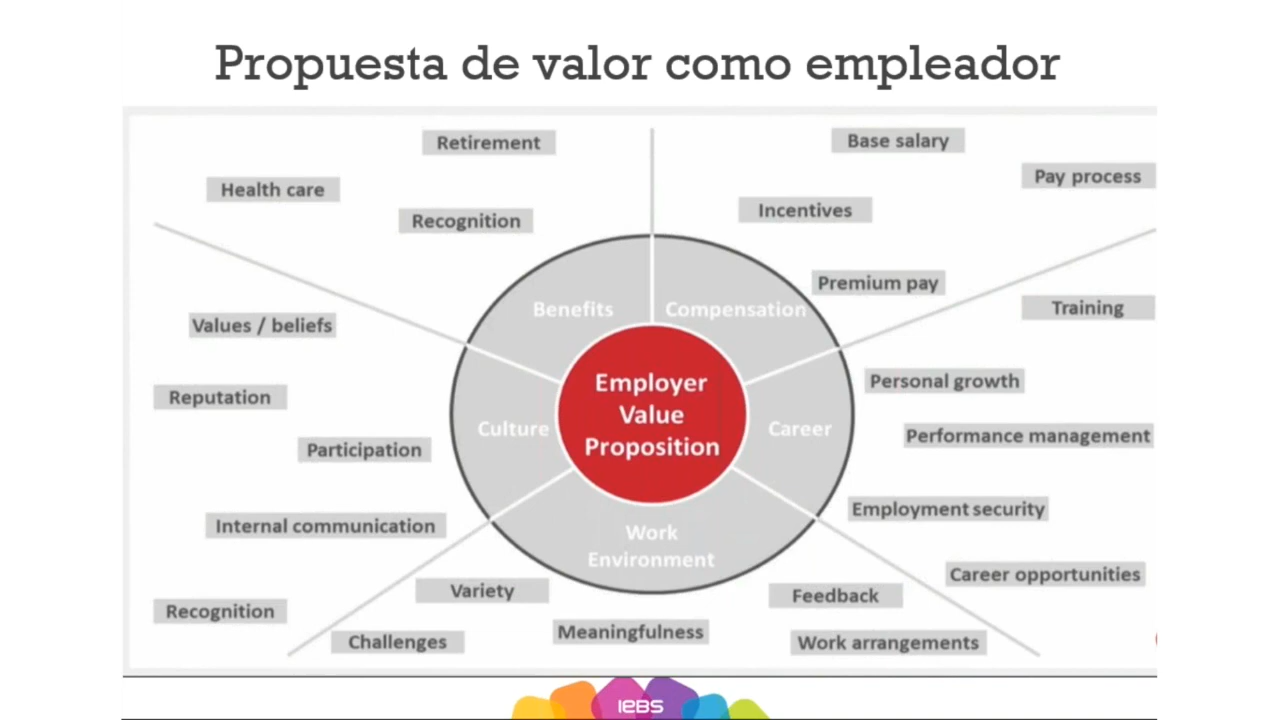 Propuesta de valor como empleador
Retirement
Base salary
Health care
Pay process
Recognition
Incentives
Premium pay
Benefits
Compensation
Training
Values / beliefs
Employer
Value
Proposition
Personal growth
Reputation
Culture
Career
Performance management
Participation
Employment security
Internal communication
Work
Environment
Career opportunities
Variety
Feedback
Recognition
Challenges
Meaningfulness
Work arrangements
IEBS